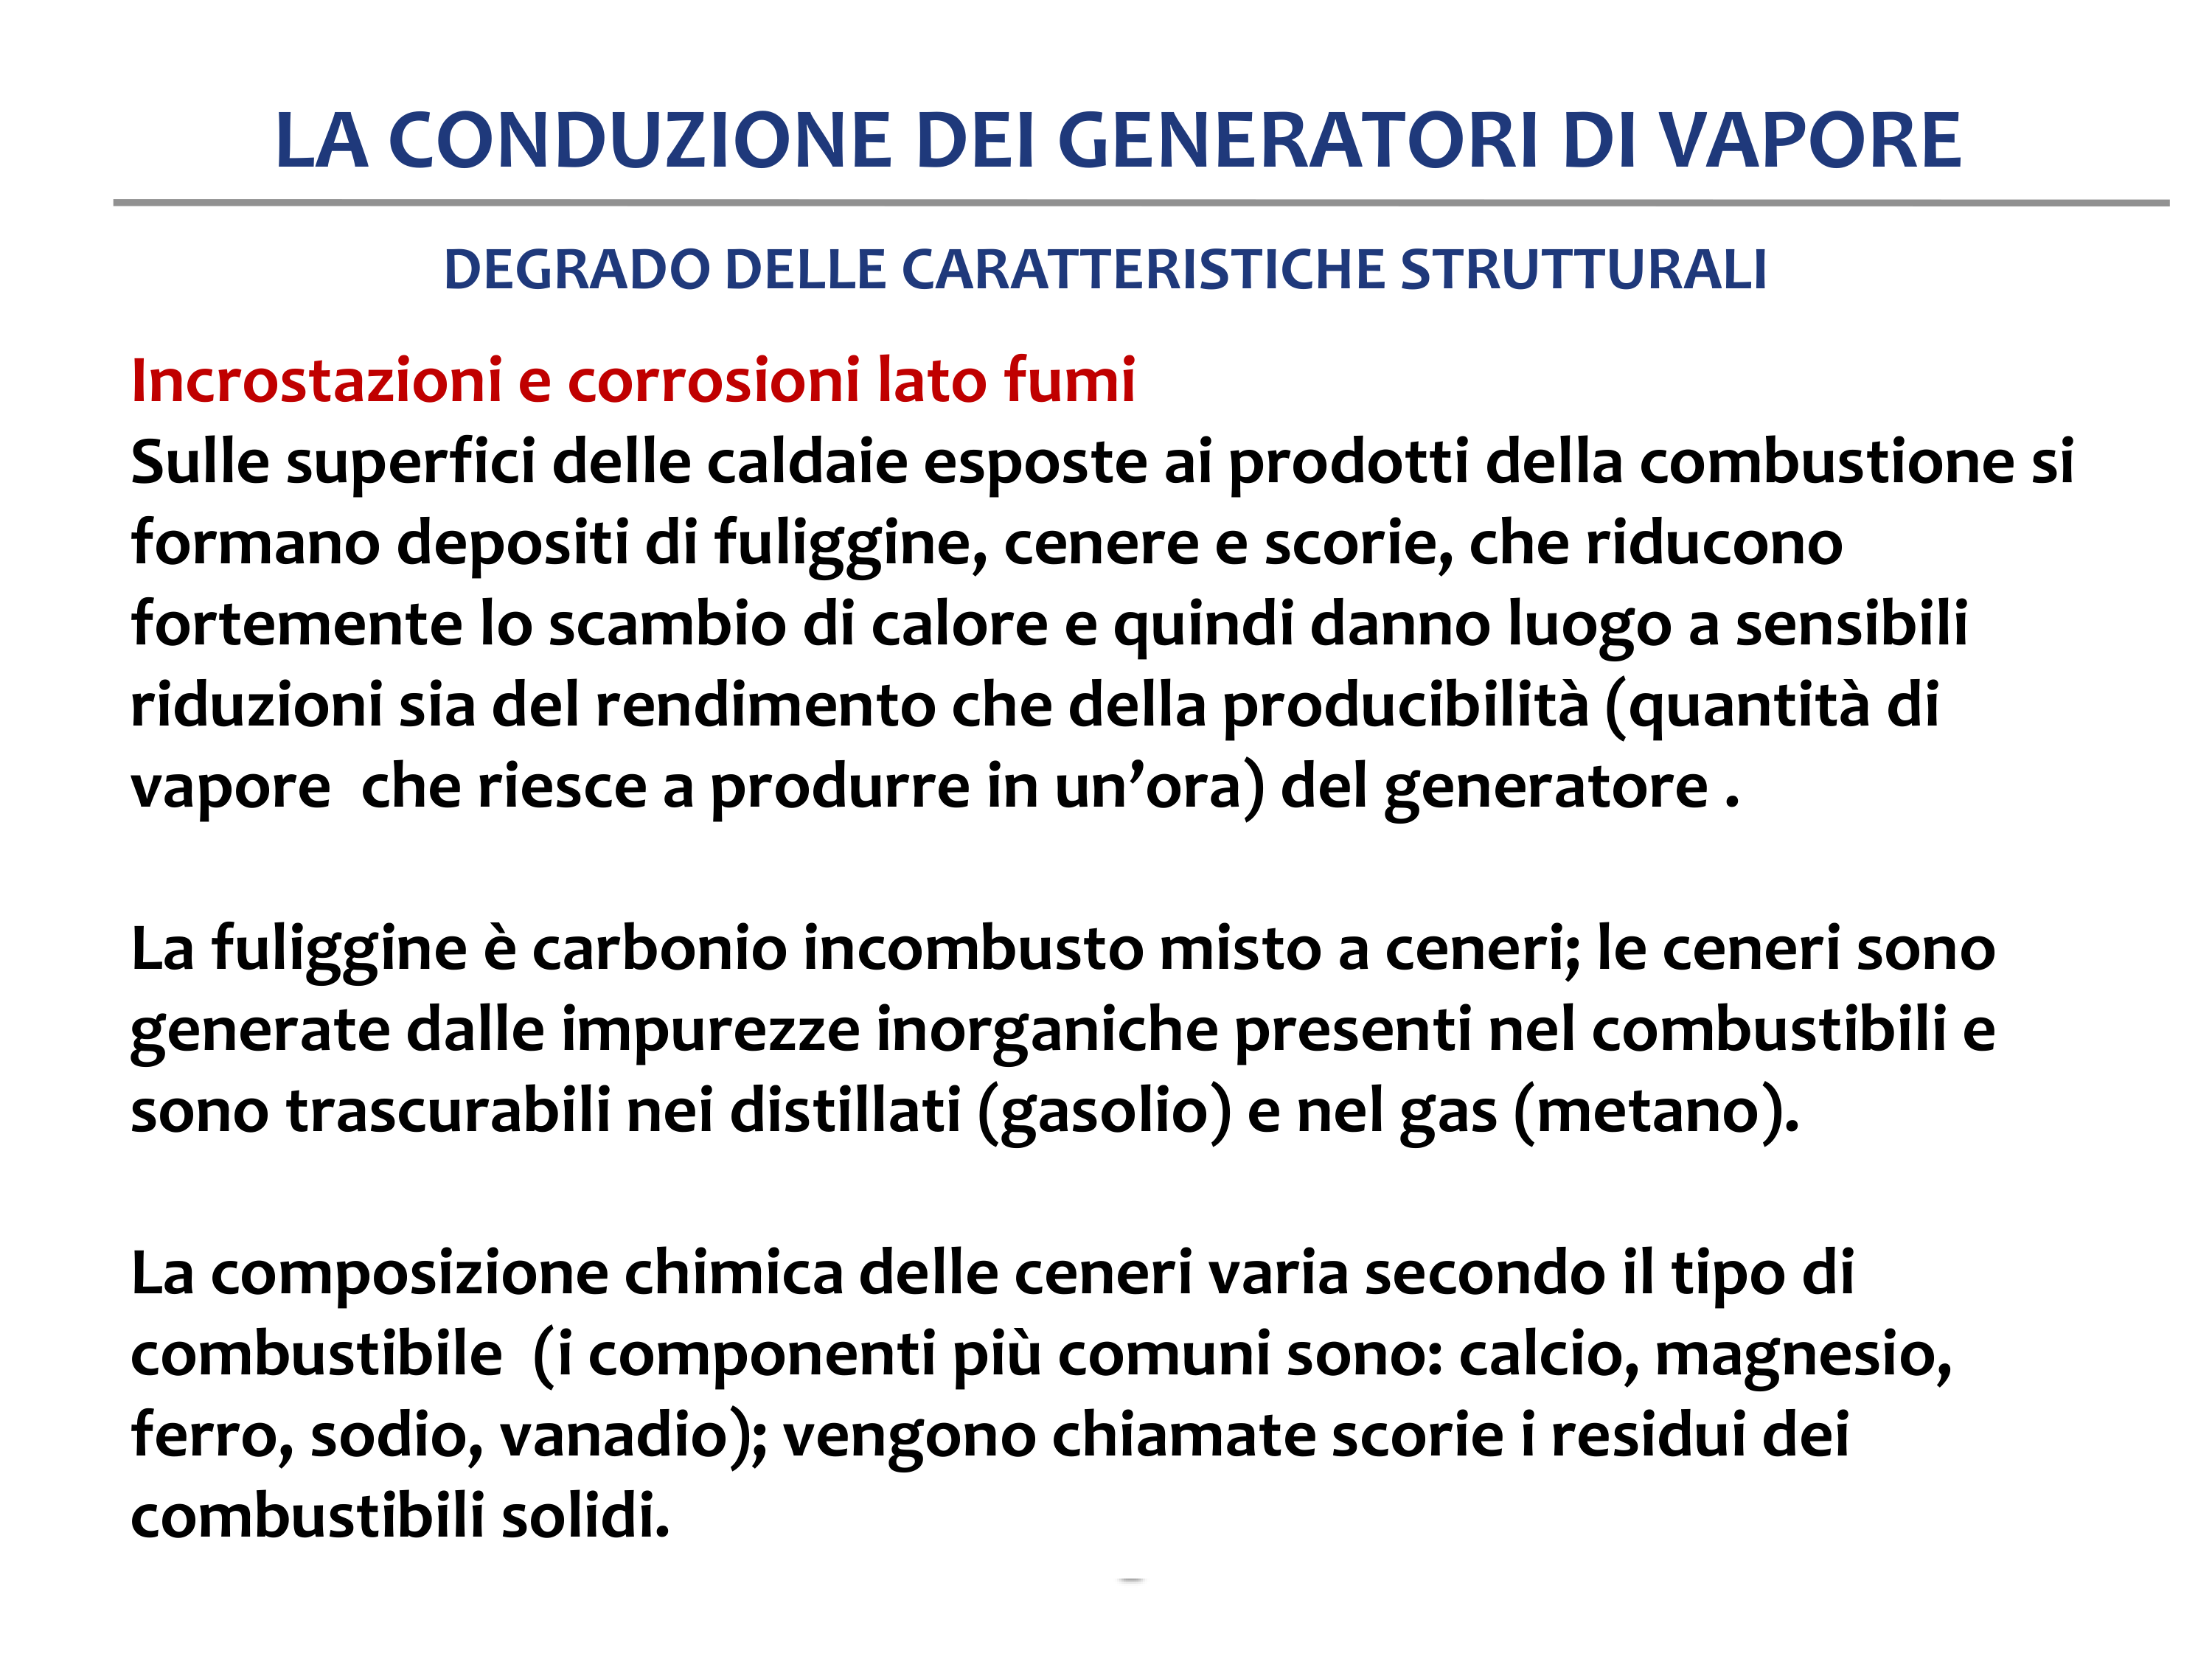 LA CONDUZIONE DEI GENERATORI DI VAPORE
DEGRADO DELLE CARATTERISTICHE STRUTTURALI
Incrostazioni e corrosioni lato fumi
Sulle superfici delle caldaie esposte ai prodotti della combustione si
formano depositi di fuliggine, cenere e scorie, che riducono
fortemente lo scambio di calore e quindi danno luogo a sensibili
riduzioni sia del rendimento che della producibilità (quantità di
vapore  che riesce a produrre in un’ora) del generatore .
La fuliggine è carbonio incombusto misto a ceneri; le ceneri sono
generate dalle impurezze inorganiche presenti nel combustibili e
sono trascurabili nei distillati (gasolio) e nel gas (metano).
La composizione chimica delle ceneri varia secondo il tipo di
combustibile  (i componenti più comuni sono: calcio, magnesio,
ferro, sodio, vanadio); vengono chiamate scorie i residui dei
combustibili solidi.